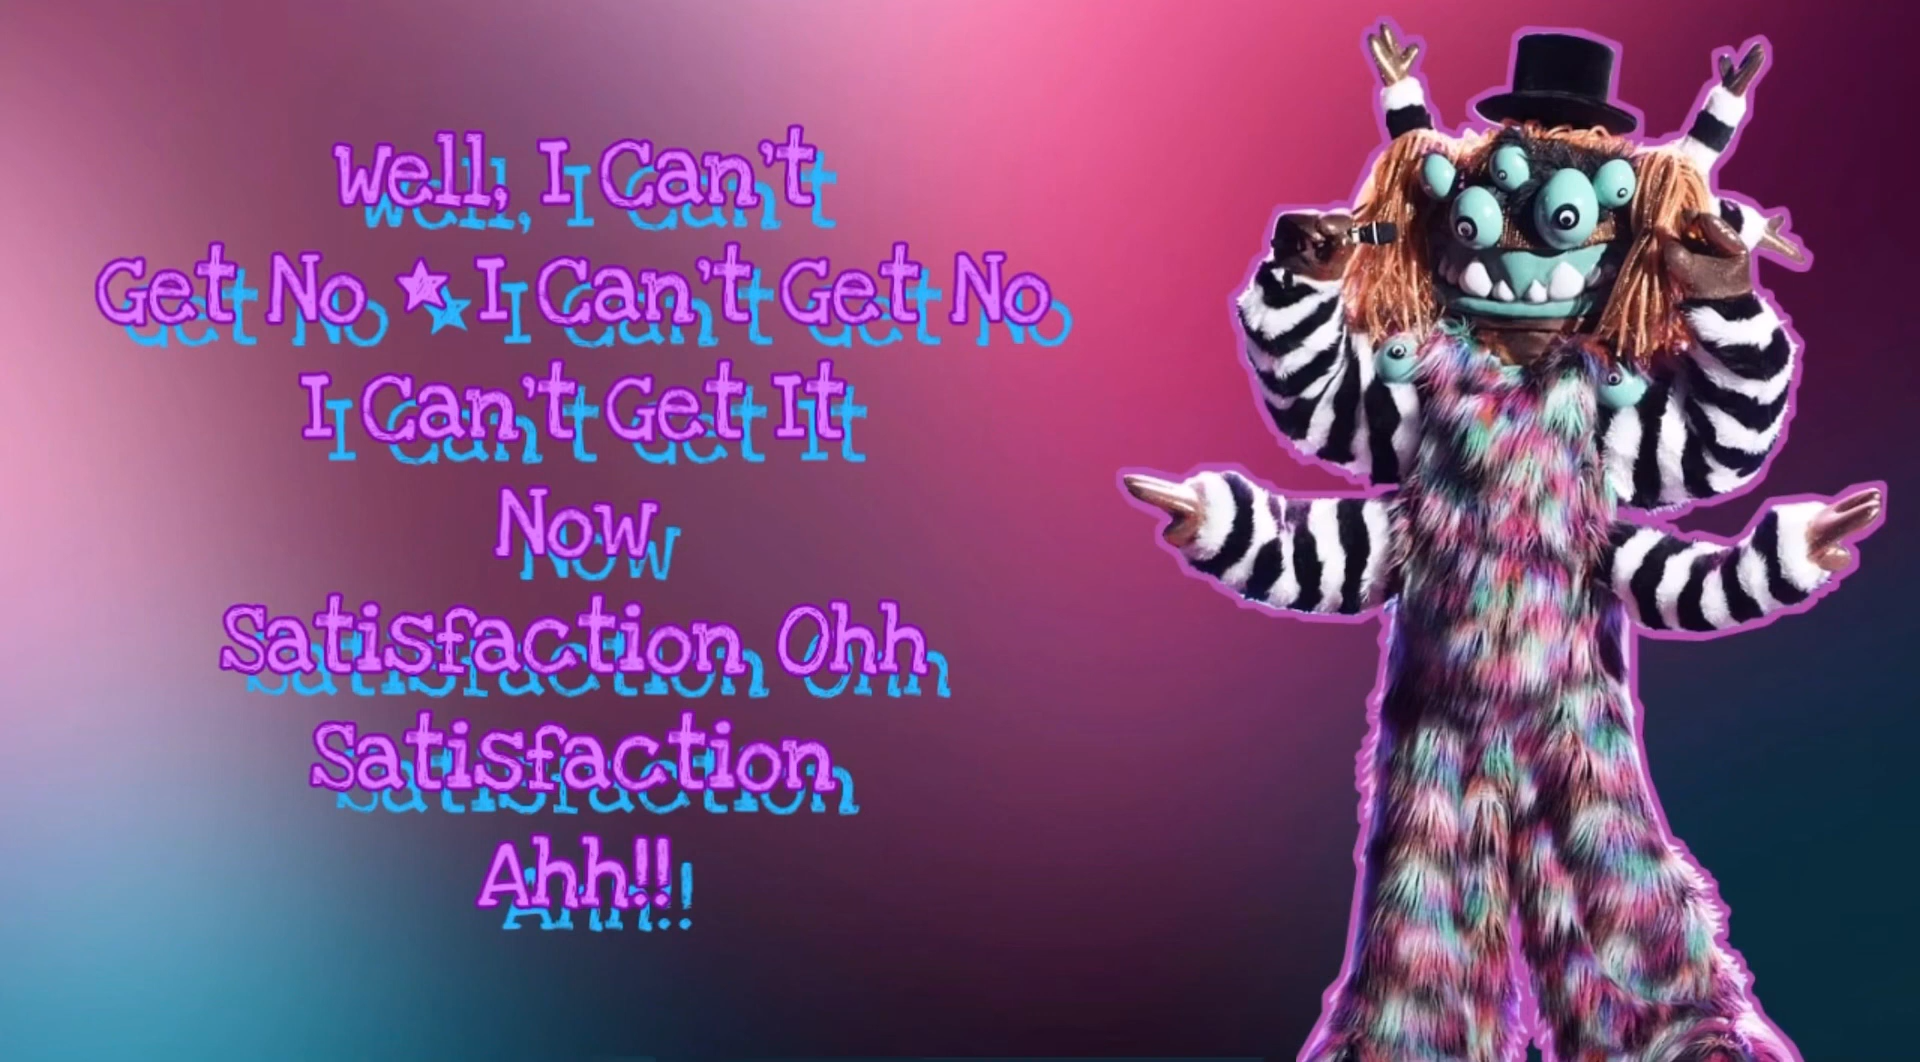 Well, I Can't
Get No ★ I Can't Get No
I Can't Get It
Now
Satisfaction Ohh
Satisfaction
Ahh!!